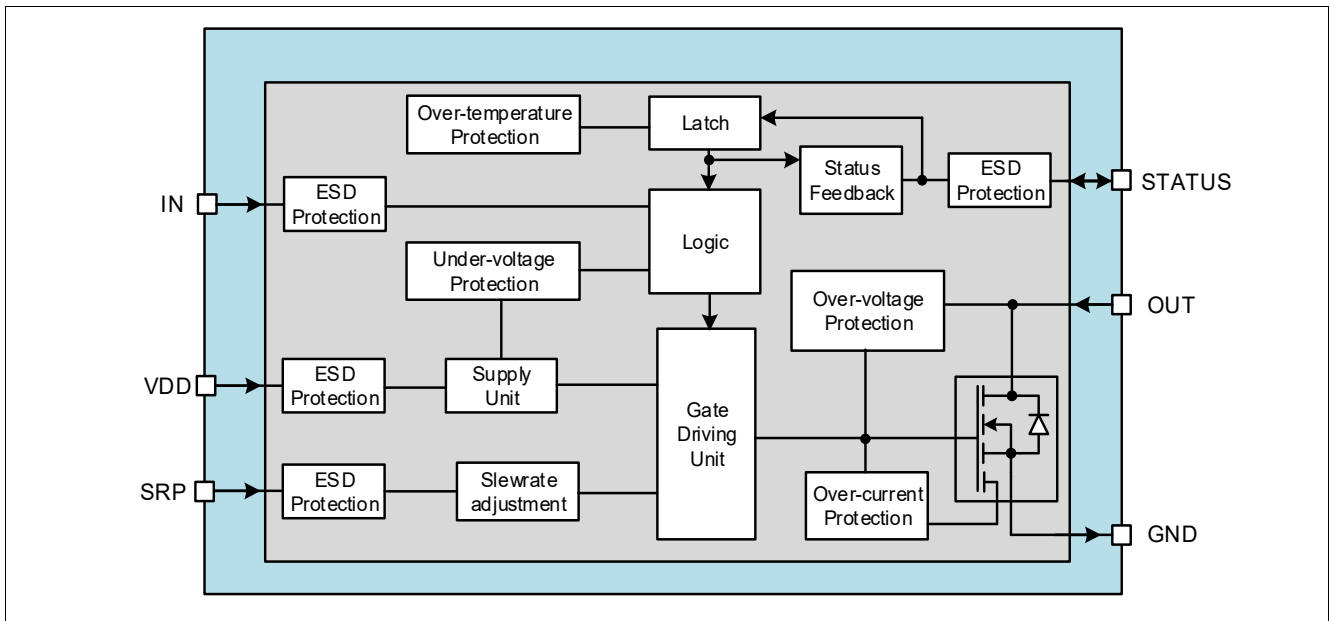 Over-temperature
Protection
Latch
Status
Feedback
ESD
Protection
STATUS
IN
ESD
Protection
Logic
Under-voltage
Protection
Over-voltage
Protection
OUT
VDD
ESD
Protection
Supply
Unit
Gate
Driving
Unit
SRP
ESD
Protection
Slewrate
adjustment
Over-current
Protection
GND